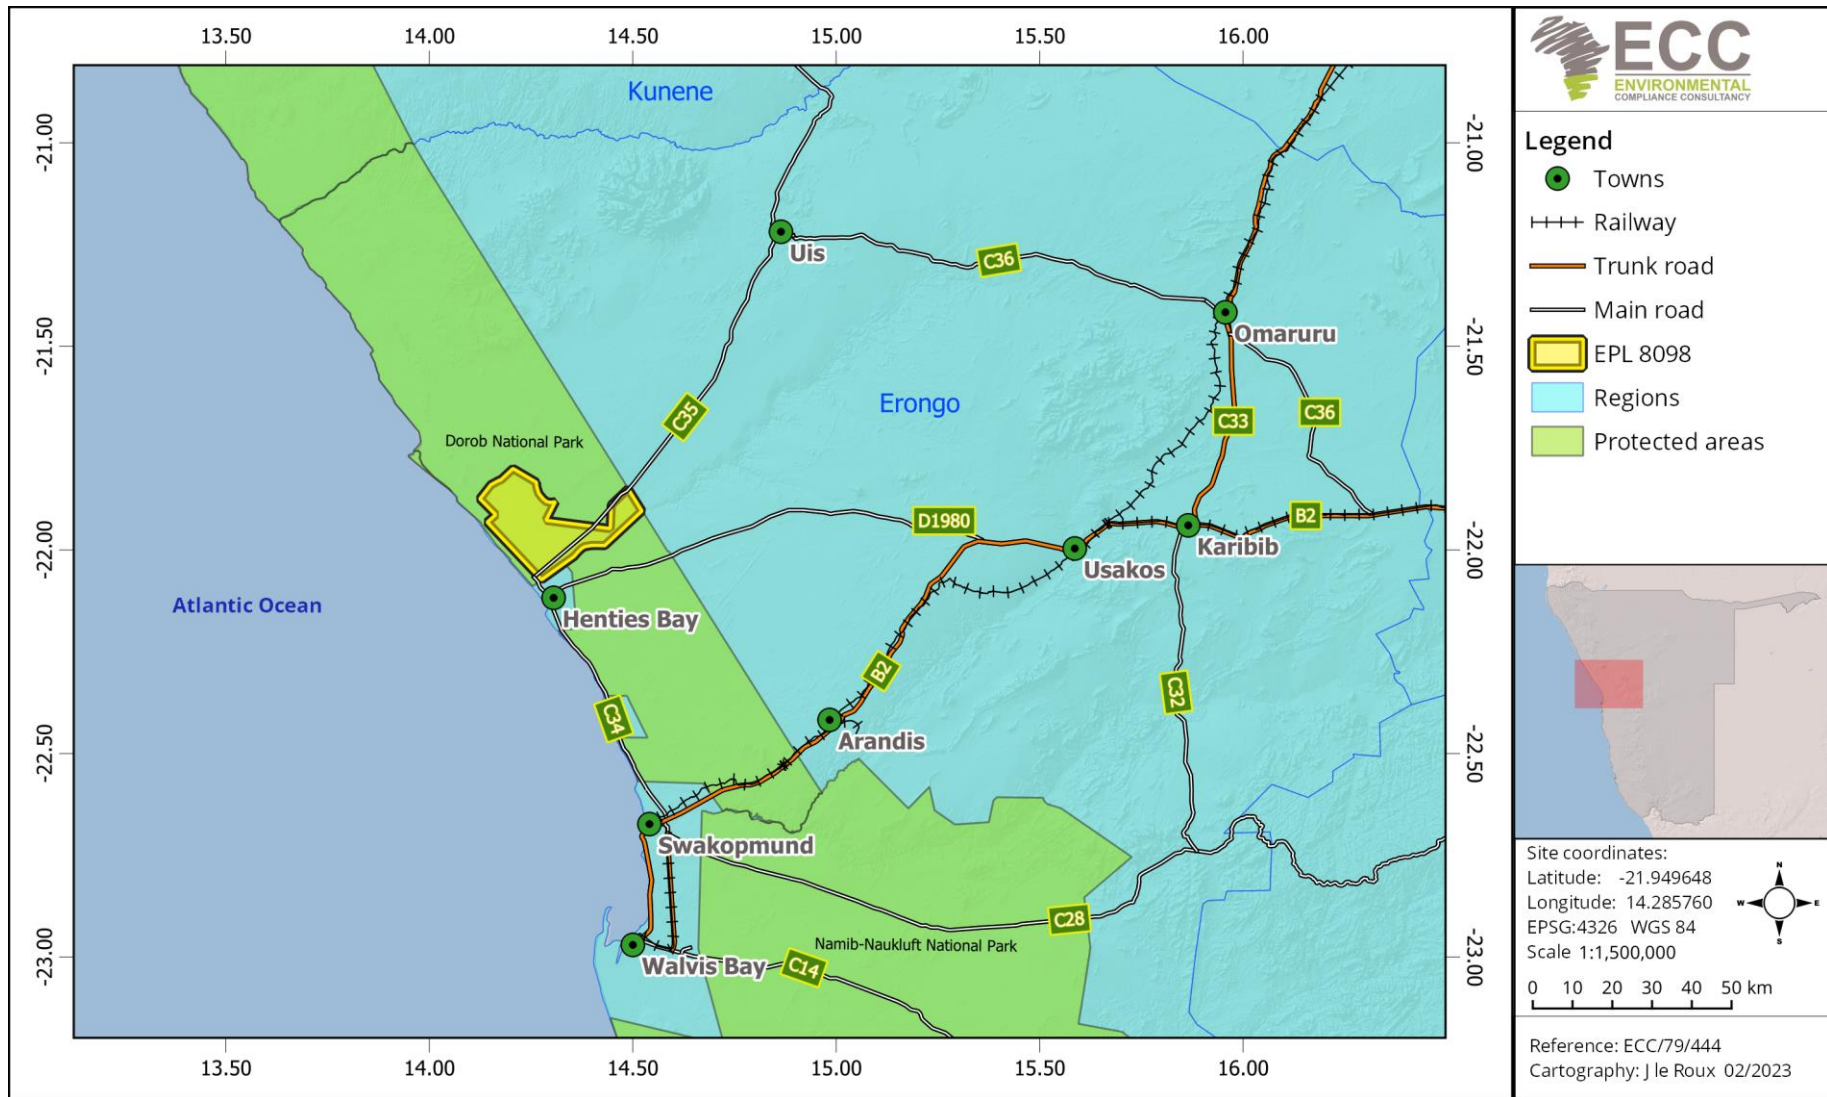 13.50 14.00 14.50 15.00 15.50 16.00
-21.00
-21.50
-22.00
-22.50
-23.00
Kunene
Uis
C36
Omaruru
C35
Erongo
C33
C36
Dorob National Park
D1980
B2
Karibib
Usakos
Atlantic Ocean
Henties Bay
B2
C32
C34
Arandis
Swakopmund
C28
Namib-Naukluft National Park
Walvis Bay
C14
-21.00
-21.50
-22.00
-22.50
-23.00
13.50 14.00 14.50 15.00 15.50 16.00
ECC
ENVIRONMENTAL
COMPLIANCE CONSULTANCY
Legend
Towns
Railway
Trunk road
Main road
EPL 8098
Regions
Protected areas
Site coordinates:
Latitude: -21.949648
Longitude: 14.285760
EPSG:4326 WGS 84
Scale 1:1,500,000
N
W E
S
0 10 20 30 40 50 km
Reference: ECC/79/444
Cartography: J le Roux 02/2023